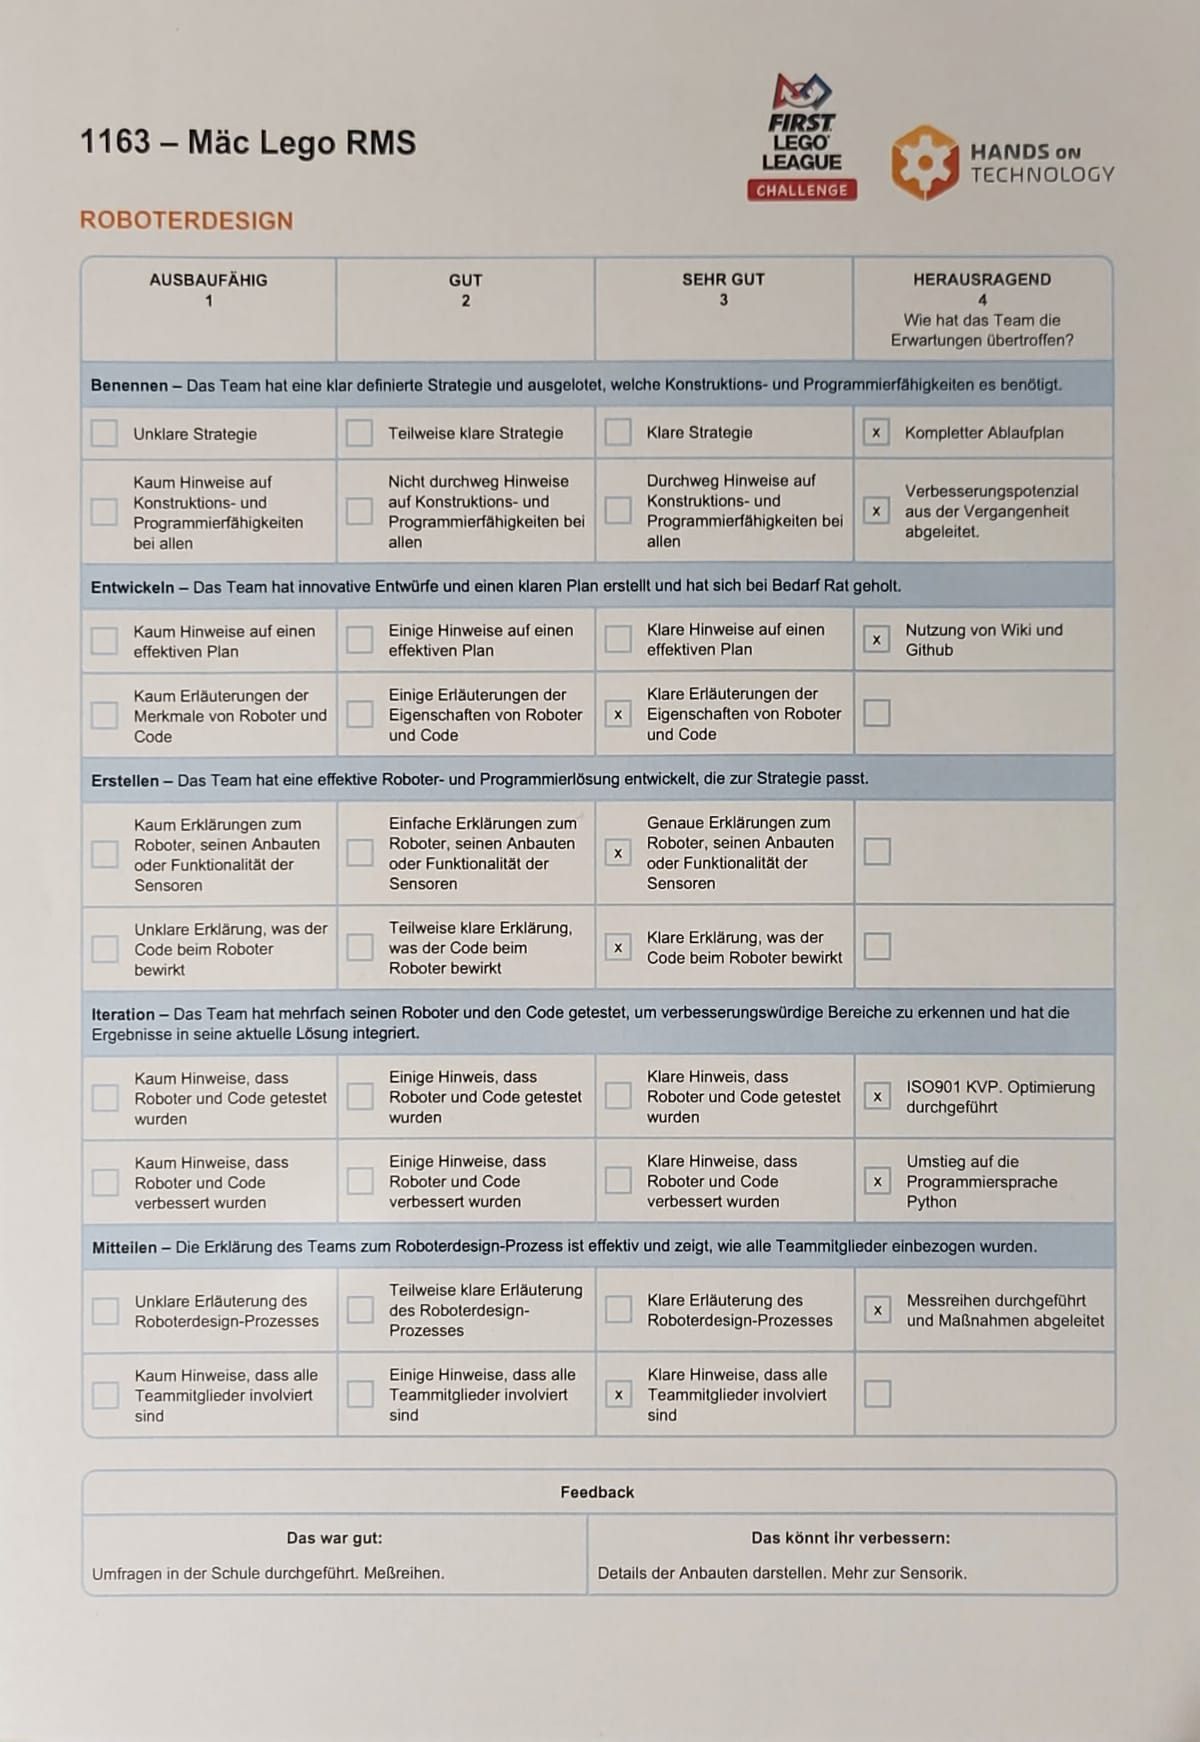 1163 – Mäc Lego RMS
FIRST
LEGO
LEAGUE
CHALLENGE
HANDS ON
TECHNOLOGY
ROBOTERDESIGN
AUSBAUFÄHIG
1
GUT
2
SEHR GUT
3
HERAUSRAGEND
4
Wie hat das Team die
Erwartungen übertroffen?
Benennen – Das Team hat eine klar definierte Strategie und ausgelotet, welche Konstruktions- und Programmierfähigkeiten es benötigt.
Unklare Strategie
Teilweise klare Strategie
Klare Strategie
x Kompletter Ablaufplan
Kaum Hinweise auf
Konstruktions- und
Programmierfähigkeiten
bei allen
Nicht durchweg Hinweise
auf Konstruktions- und
Programmierfähigkeiten bei
allen
Durchweg Hinweise auf
Konstruktions- und
Programmierfähigkeiten bei
allen
Verbesserungspotenzial
x aus der Vergangenheit
abgeleitet.
Entwickeln – Das Team hat innovative Entwürfe und einen klaren Plan erstellt und hat sich bei Bedarf Rat geholt.
Kaum Hinweise auf einen
effektiven Plan
Einige Hinweise auf einen
effektiven Plan
Klare Hinweise auf einen
effektiven Plan
x Nutzung von Wiki und
Github
Kaum Erläuterungen der
Merkmale von Roboter und
Code
Einige Erläuterungen der
Eigenschaften von Roboter
und Code
Klare Erläuterungen der
x Eigenschaften von Roboter
und Code
Erstellen – Das Team hat eine effektive Roboter- und Programmierlösung entwickelt, die zur Strategie passt.
Kaum Erklärungen zum
Roboter, seinen Anbauten
oder Funktionalität der
Sensoren
Einfache Erklärungen zum
Roboter, seinen Anbauten
oder Funktionalität der
Sensoren
Genaue Erklärungen zum
Roboter, seinen Anbauten
x oder Funktionalität der
Sensoren
Unklare Erklärung, was der
Code beim Roboter
bewirkt
Teilweise klare Erklärung,
was der Code beim
Roboter bewirkt
x Klare Erklärung, was der
Code beim Roboter bewirkt
Iteration – Das Team hat mehrfach seinen Roboter und den Code getestet, um verbesserungswürdige Bereiche zu erkennen und hat die
Ergebnisse in seine aktuelle Lösung integriert.
Kaum Hinweise, dass
Roboter und Code getestet
wurden
Einige Hinweis, dass
Roboter und Code getestet
wurden
Klare Hinweis, dass
Roboter und Code getestet
wurden
x ISO901 KVP. Optimierung
durchgeführt
Kaum Hinweise, dass
Roboter und Code
verbessert wurden
Einige Hinweise, dass
Roboter und Code
verbessert wurden
Klare Hinweise, dass
Roboter und Code
verbessert wurden
Umstieg auf die
x Programmiersprache
Python
Mitteilen – Die Erklärung des Teams zum Roboterdesign-Prozess ist effektiv und zeigt, wie alle Teammitglieder einbezogen wurden.
Unklare Erläuterung des
Roboterdesign-Prozesses
Teilweise klare Erläuterung
des Roboterdesign-
Prozesses
Klare Erläuterung des
Roboterdesign-Prozesses
x Messreihen durchgeführt
und Maßnahmen abgeleitet
Kaum Hinweise, dass alle
Teammitglieder involviert
sind
Einige Hinweise, dass alle
Teammitglieder involviert
sind
Klare Hinweise, dass alle
x Teammitglieder involviert
sind
Feedback
Das war gut:
Umfragen in der Schule durchgeführt. Meßreihen.
Das könnt ihr verbessern:
Details der Anbauten darstellen. Mehr zur Sensorik.